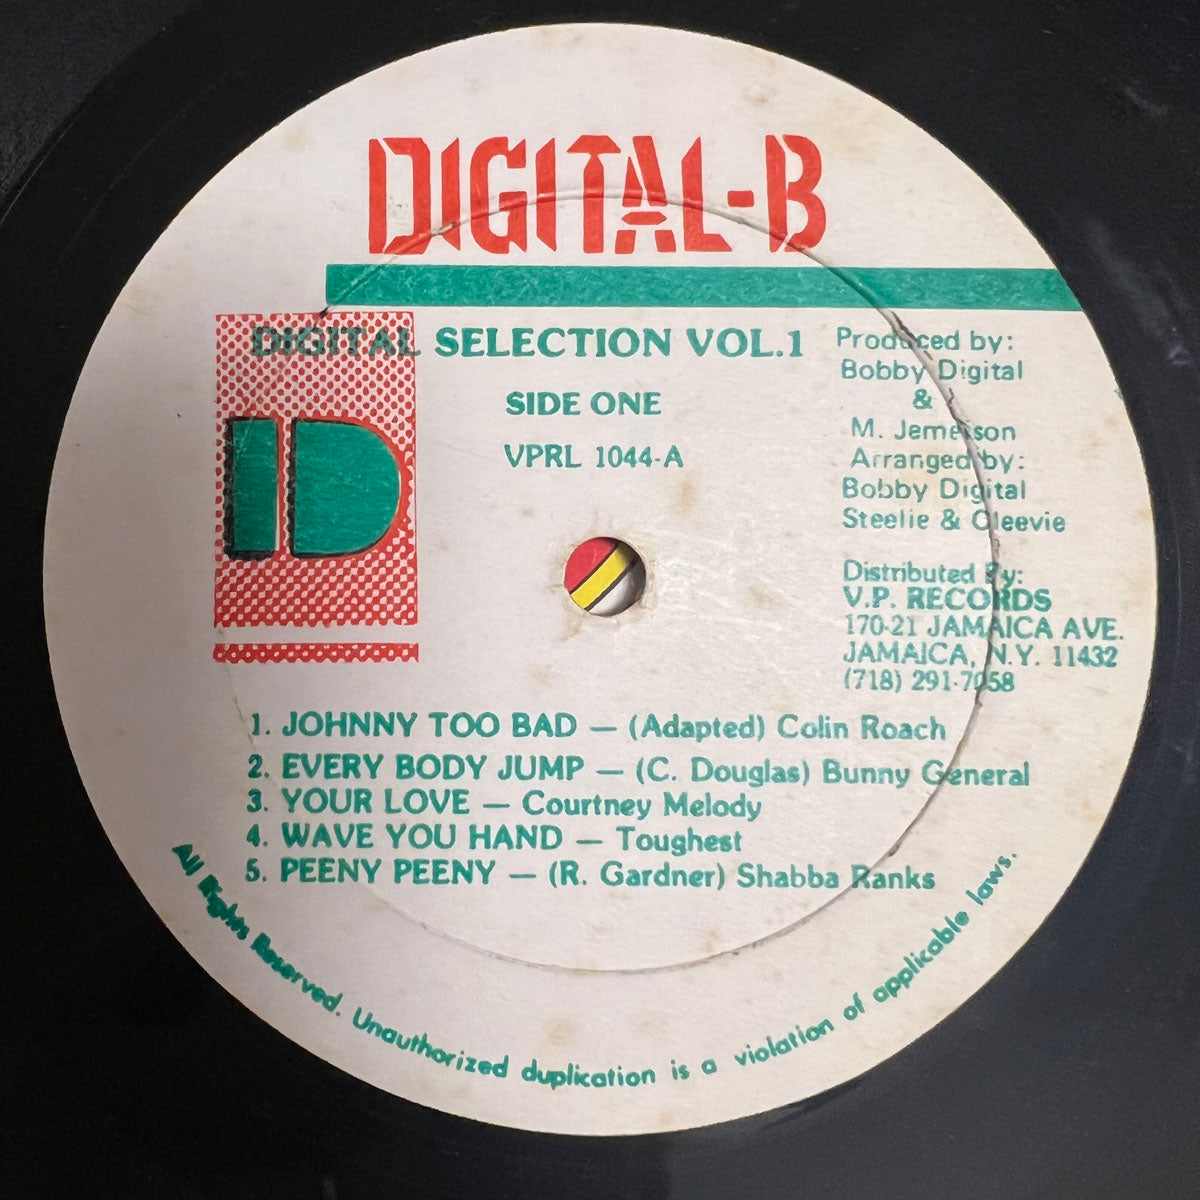 DIGITAL-B
DIGITAL SELECTION VOL.1
SIDE ONE
VPRL 1044-A
Produced by:
Bobby Digital
&
M. Jemeison
Arranged by:
Bobby Digital
Steelie & Cleevie
Distributed By:
V.P. RECORDS
170-21 JAMAICA AVE.
JAMAICA, N.Y. 11432
(718) 291-7058
D
1. JOHNNY TOO BAD — (Adapted) Colin Roach
2. EVERY BODY JUMP — (C. Douglas) Bunny General
3. YOUR LOVE — Courtney Melody
4. WAVE YOU HAND — Toughest
5. PEENY PEENY — (R. Gardner) Shabba Ranks
All Rights Reserved. Unauthorized duplication is a violation of applicable laws.